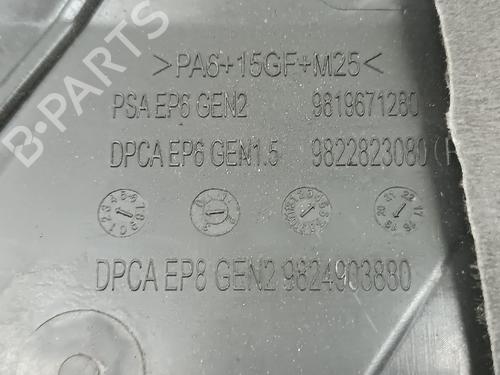 >PA6+15GF+M25<
PSA EP6 GEN2 9819671280
DPCA EP6 GEN1.5 9822823080 (
DPCA EP8 GEN2 9824903880
B-PARTS